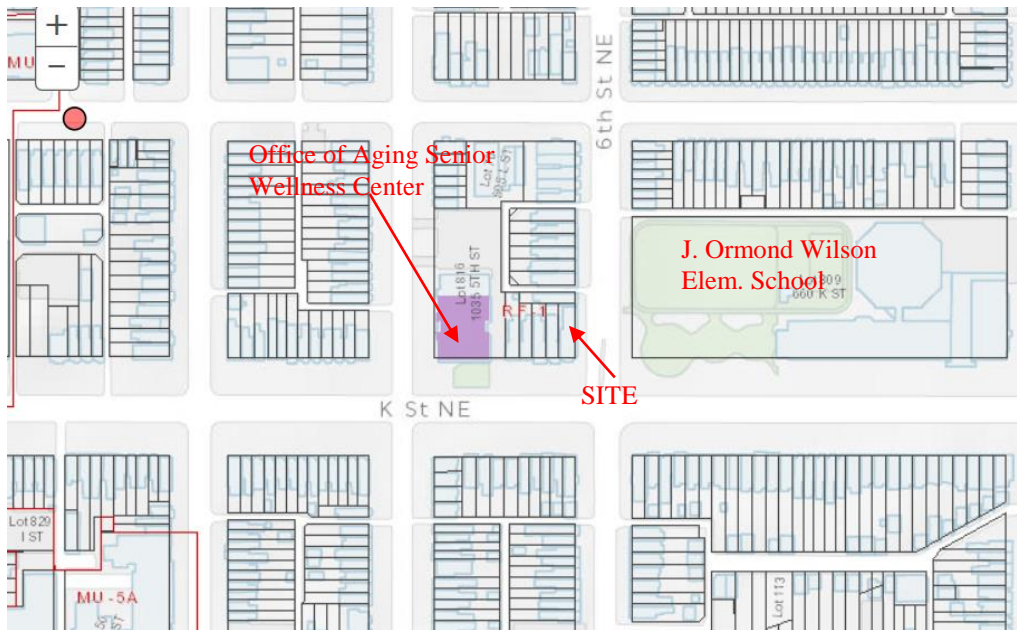 +
MU
−
6th St NE
Office of Aging Senior
Wellness Center
J. Ormond Wilson
Elem. School
Lot 809
660 K ST
Lot 816
1035 5TH ST
RF-1
SITE
K St NE
Lot 829
I ST
MU-5A
ST
Lot 113